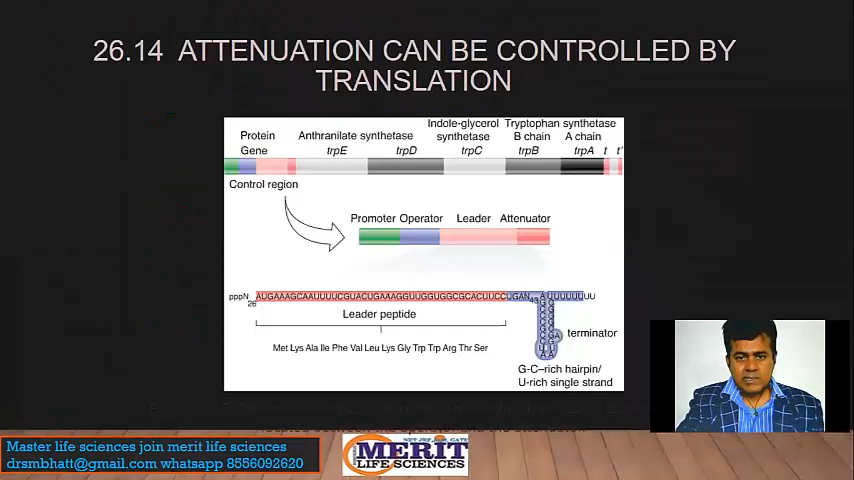 26.14 ATTENUATION CAN BE CONTROLLED BY
TRANSLATION
Protein
Gene
Anthranilate synthetase
trpE
trpD
Indole-glycerol
synthetase
trpC
Tryptophan synthetase
B chain
A chain
trpB
trpA
t
t'
Control region
Promoter Operator Leader Attenuator
pppN26 AUGAAAGCAAUUUUCGUACUGAAAGGUUGGUGGCGCACUUCCUGAN43 AUUUUUUUU
Leader peptide
Met Lys Ala Ile Phe Val Leu Lys Gly Trp Trp Arg Thr Ser
terminator
G-C–rich hairpin/
U-rich single strand
Master life sciences join merit life sciences
drsmbhatt@gmail.com whatsapp 8556092620
MERIT
LIFE SCIENCES